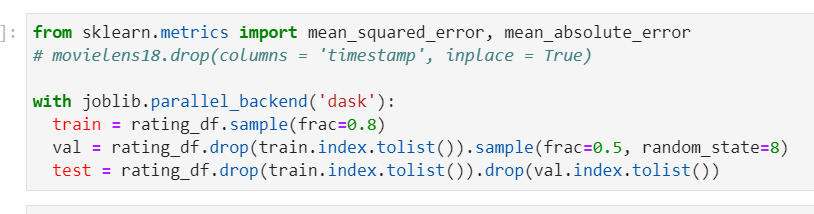 ]: from sklearn.metrics import mean_squared_error, mean_absolute_error
# movielens18.drop(columns = 'timestamp', inplace = True)
with joblib.parallel_backend('dask'):
train = rating_df.sample(frac=0.8)
val = rating_df.drop(train.index.tolist()).sample(frac=0.5, random_state=8)
test = rating_df.drop(train.index.tolist()).drop(val.index.tolist())